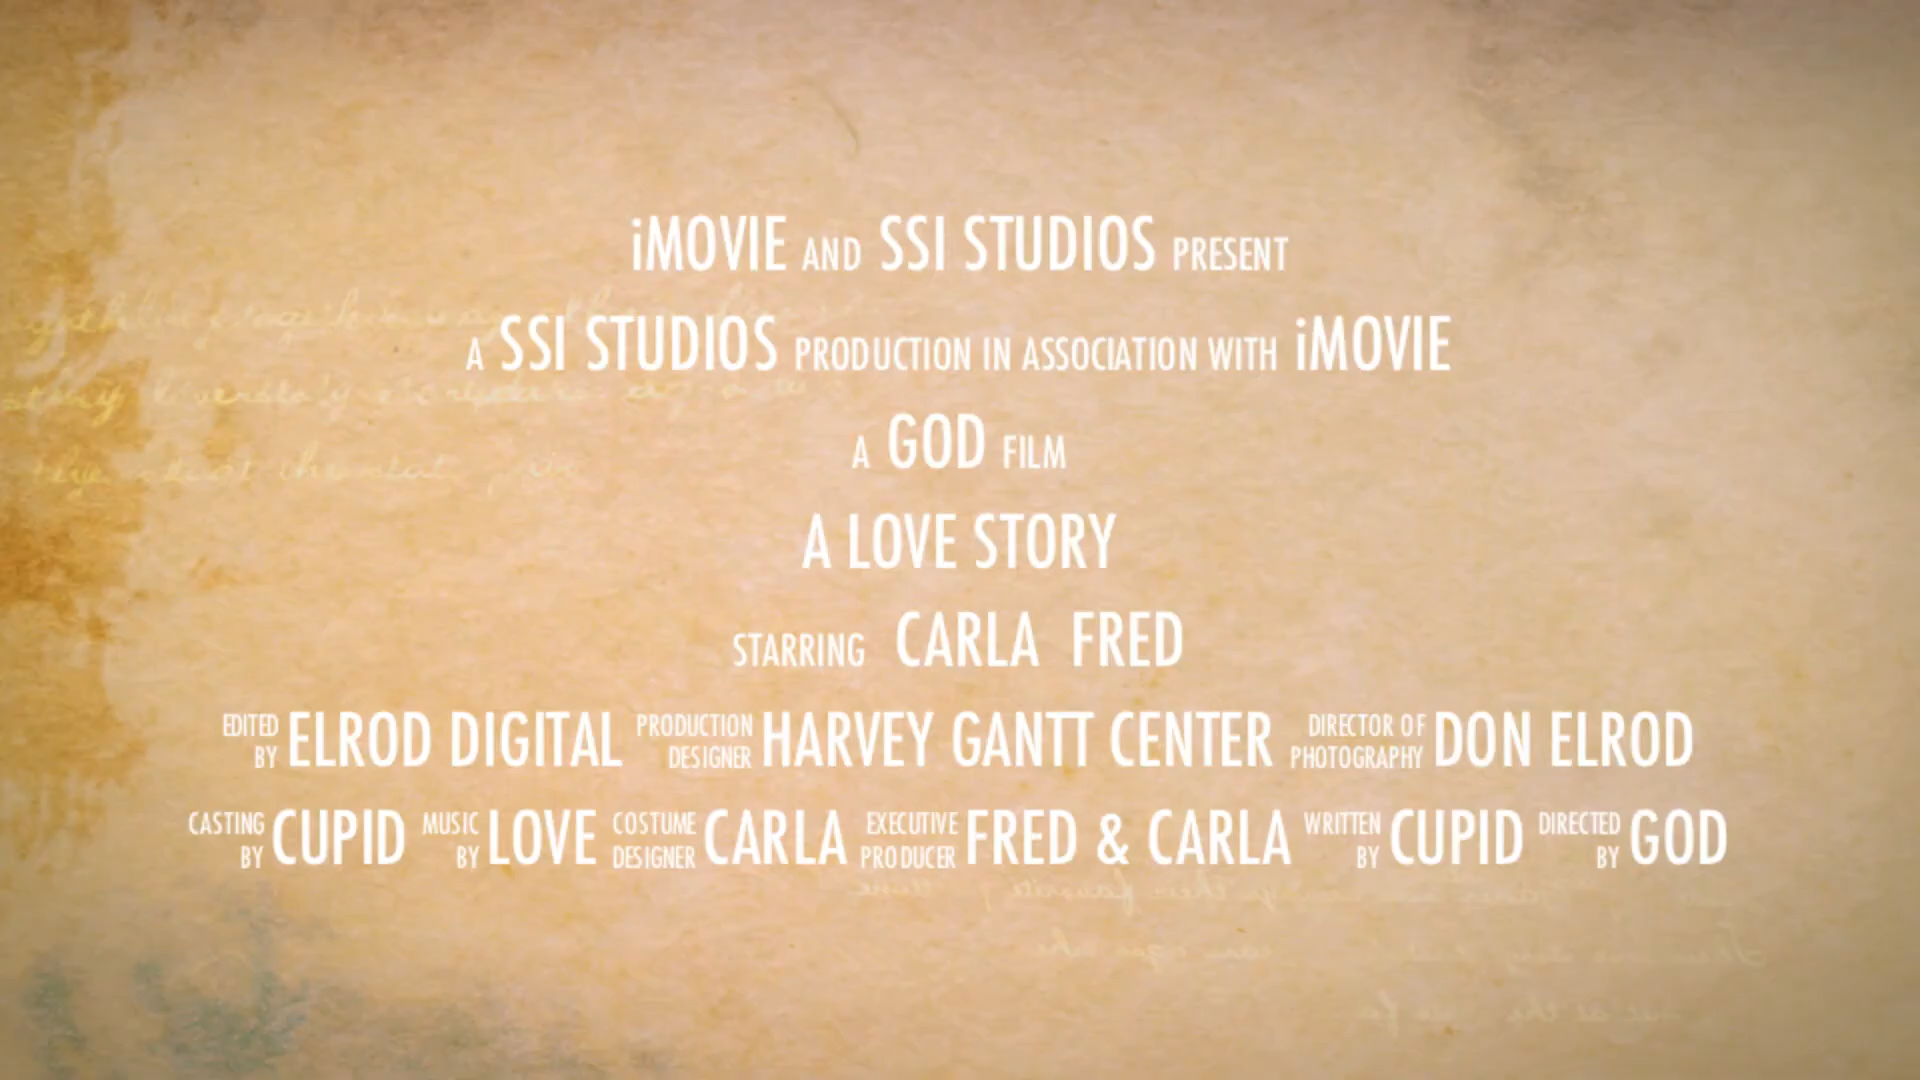 iMOVIE AND SSI STUDIOS PRESENT
A SSI STUDIOS PRODUCTION IN ASSOCIATION WITH iMOVIE
A GOD FILM
A LOVE STORY
STARRING CARLA FRED
EDITED BY ELROD DIGITAL PRODUCTION DESIGNER HARVEY GANTT CENTER DIRECTOR OF PHOTOGRAPHY DON ELROD
CASTING BY CUPID MUSIC BY LOVE COSTUME DESIGNER CARLA EXECUTIVE PRODUCER FRED & CARLA WRITTEN BY CUPID DIRECTED BY GOD